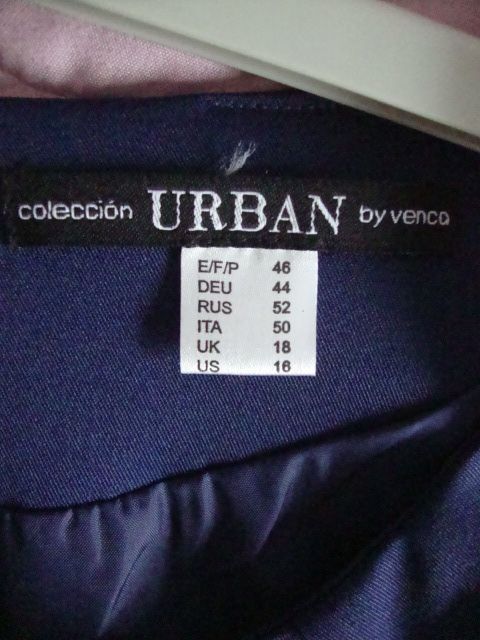 colección URBAN by venca
E/F/P 46
DEU 44
RUS 52
ITA 50
UK 18
US 16